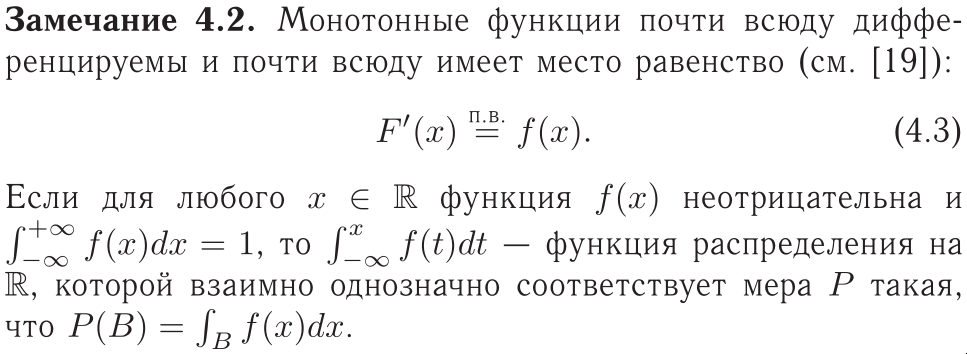 Замечание 4.2. Монотонные функции почти всюду диффе-
ренцируемы и почти всюду имеет место равенство (см. [19]):
F′(x) п.в.= f(x). (4.3)
Если для любого x ∈ ℝ функция f(x) неотрицательна и
∫_{−∞}^{+∞} f(x)dx = 1, то ∫_{−∞}^{x} f(t)dt — функция распределения на
ℝ, которой взаимно однозначно соответствует мера P такая,
что P(B) = ∫_B f(x)dx.